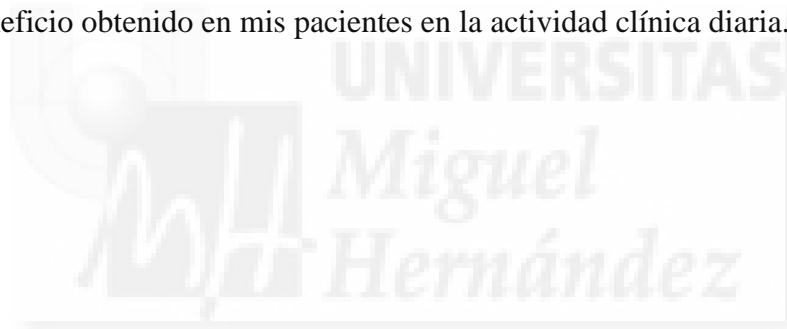 eficio obtenido en mis pacientes en la actividad clínica diaria.
UNIVERSITAS
Miguel
Hernández